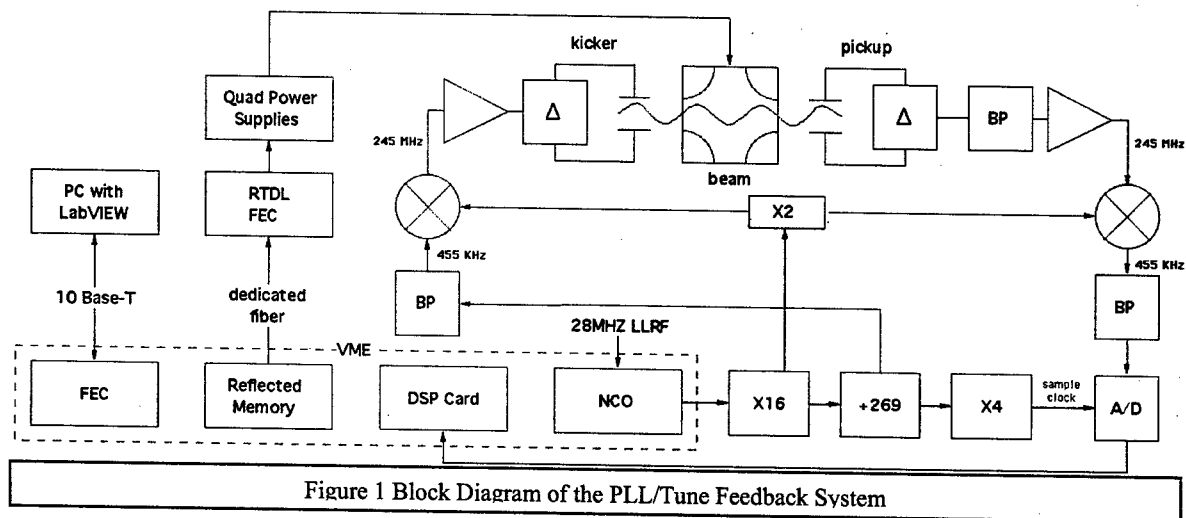 kicker
pickup
Quad Power
Supplies
Δ
Δ
BP
245 MHz
245 MHz
beam
PC with
LabVIEW
RTDL
FEC
X2
455 KHz
455 KHz
10 Base-T
dedicated
fiber
BP
BP
28MHZ LLRF
VME
FEC
Reflected
Memory
DSP Card
NCO
X16
+269
X4
sample
clock
A/D
Figure 1 Block Diagram of the PLL/Tune Feedback System